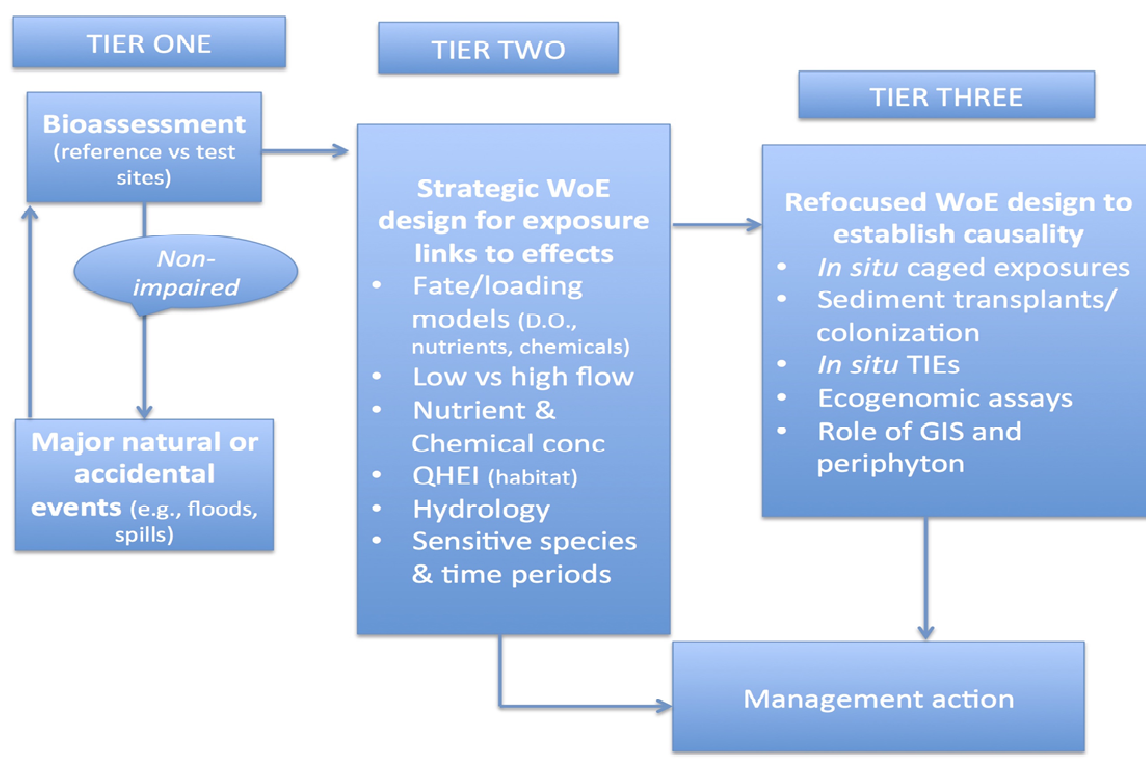 TIER ONE
TIER TWO
TIER THREE
Bioassessment
(reference vs test
sites)
Non-
impaired
Major natural or
accidental
events (e.g., floods,
spills)
Strategic WoE
design for exposure
links to effects
• Fate/loading
models (D.O.,
nutrients, chemicals)
• Low vs high flow
• Nutrient &
Chemical conc
• QHEI (habitat)
• Hydrology
• Sensitive species
& time periods
Refocused WoE design to
establish causality
• In situ caged exposures
• Sediment transplants/
colonization
• In situ TIEs
• Ecogenomic assays
• Role of GIS and
periphyton
Management action